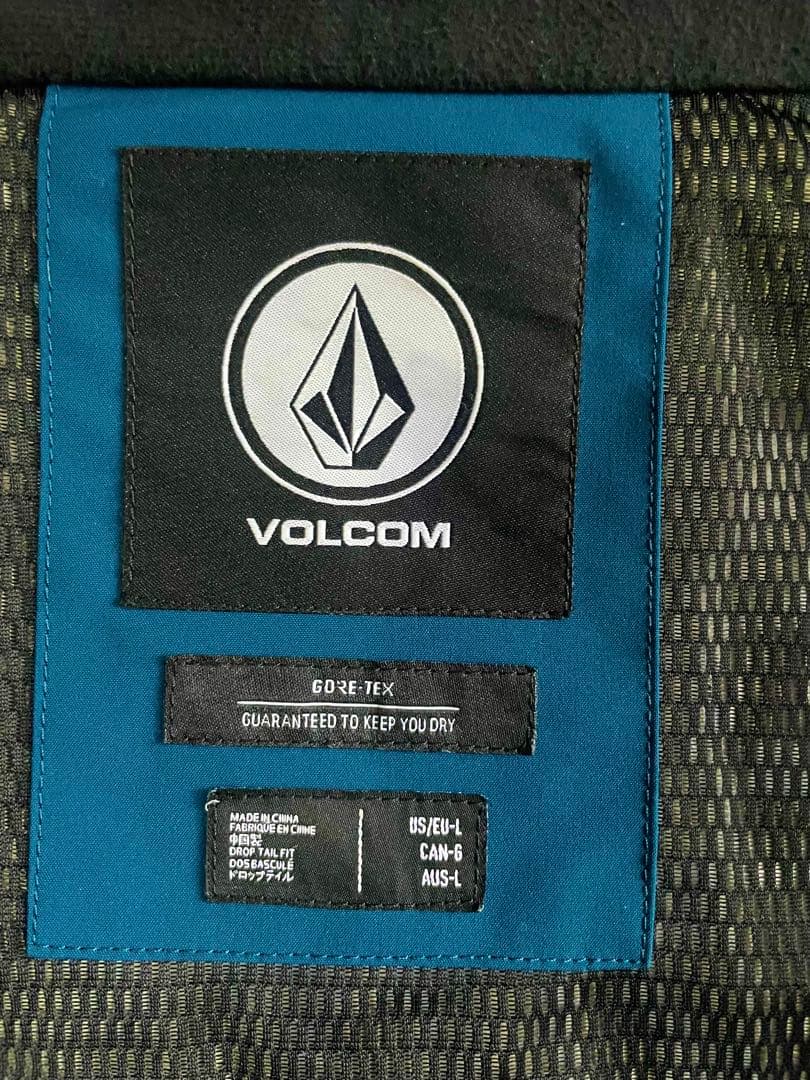 VOLCOM
GORE-TEX
GUARANTEED TO KEEP YOU DRY
MADE IN CHINA
FABRIQUE EN CHINE
中国製
DROP TAIL FIT
DOS BASCULÉ
ドロップテイル
US/EU-L
CAN-G
AUS-L